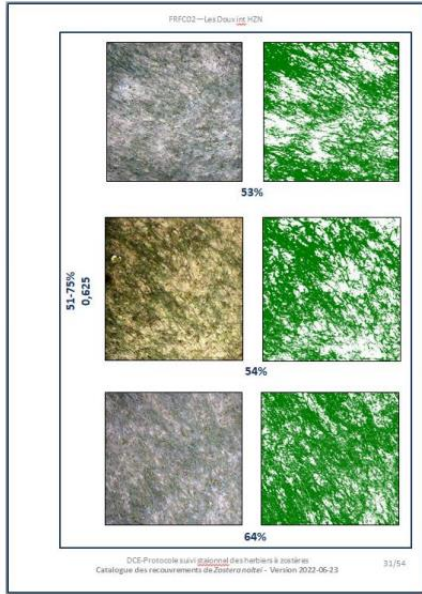 FRFC02 — Les Doux int HZN
53%
51-75%
0,625
54%
64%
DCE-Protocole suivi stationnel des herbiers à zostères
31/54
Catalogue des recouvrements de Zostera noltei - Version 2022-06-23